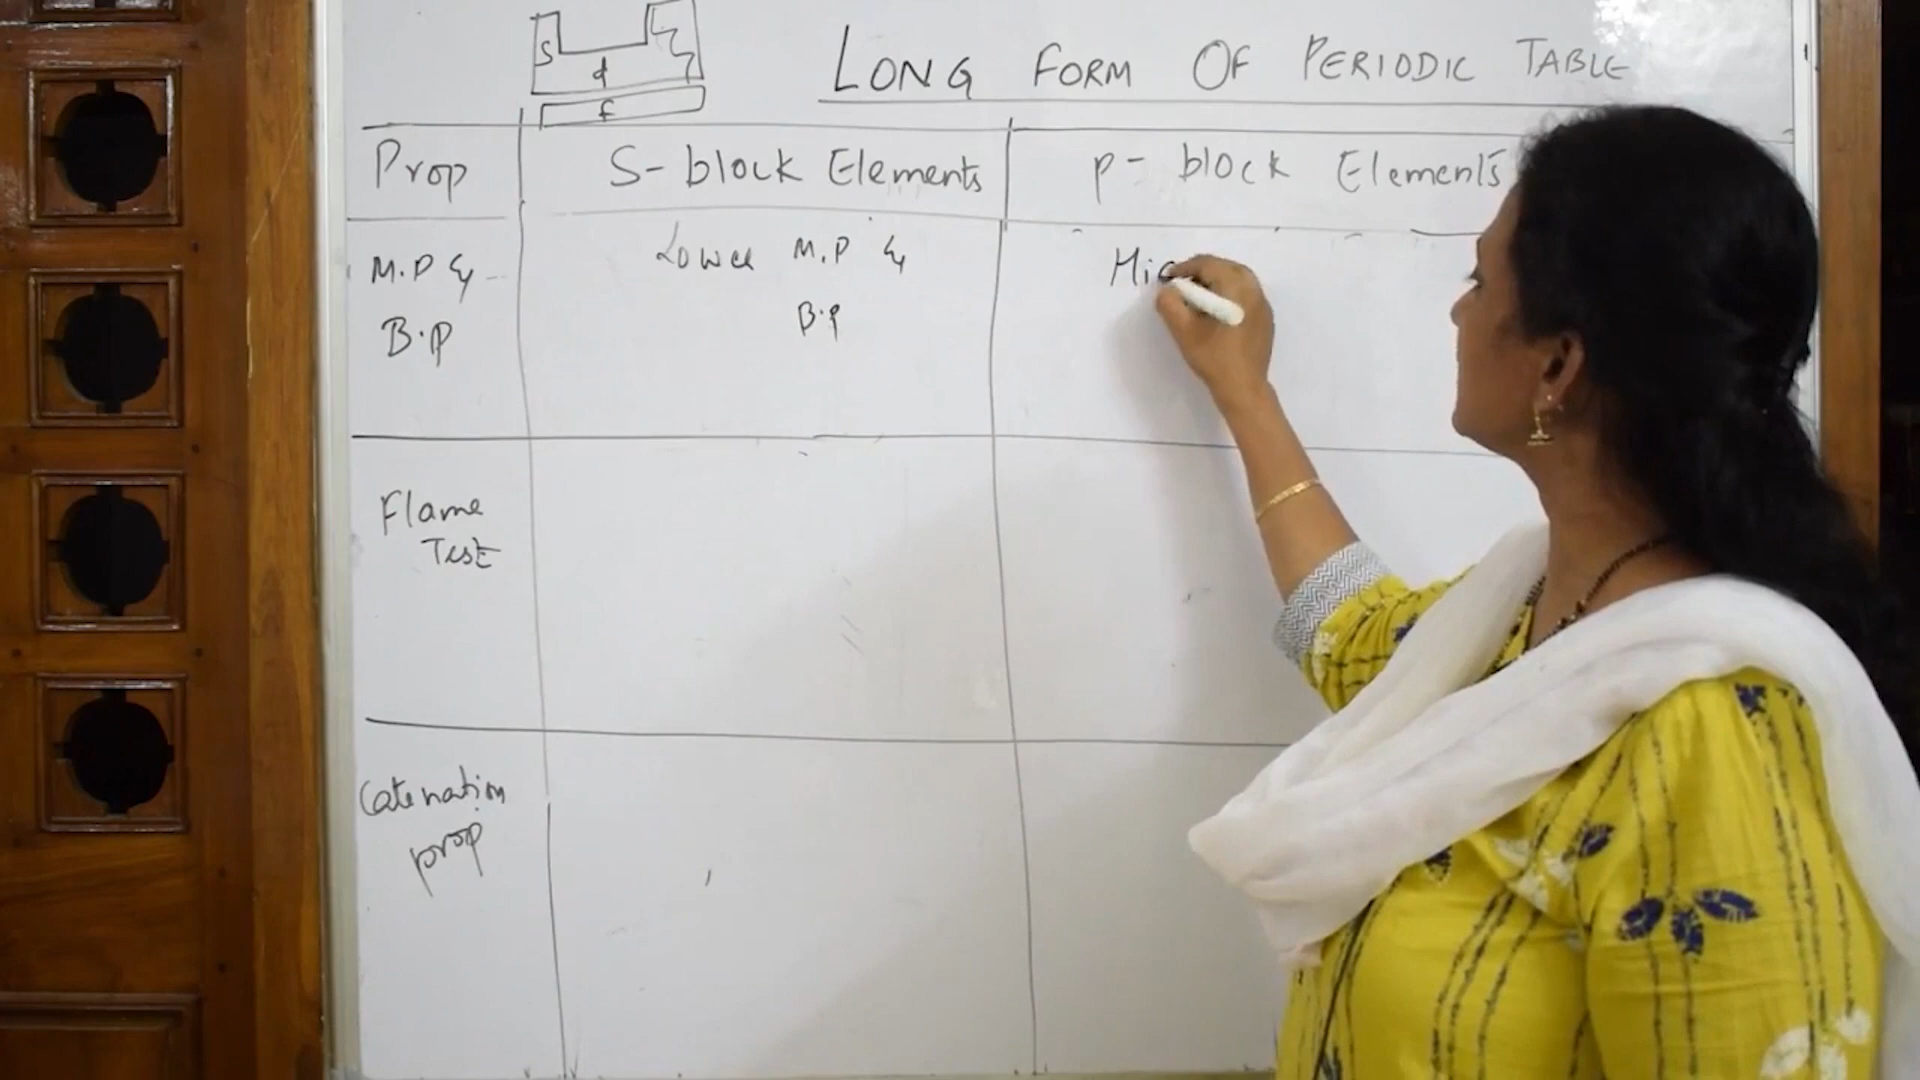 S
d
f
LONG FORM OF PERIODIC TABLE
Prop
S-block Elements
p-block Elements
M.P &
B.P
Lower M.P &
B.P
Hig
Flame
Test
Catenation
prop